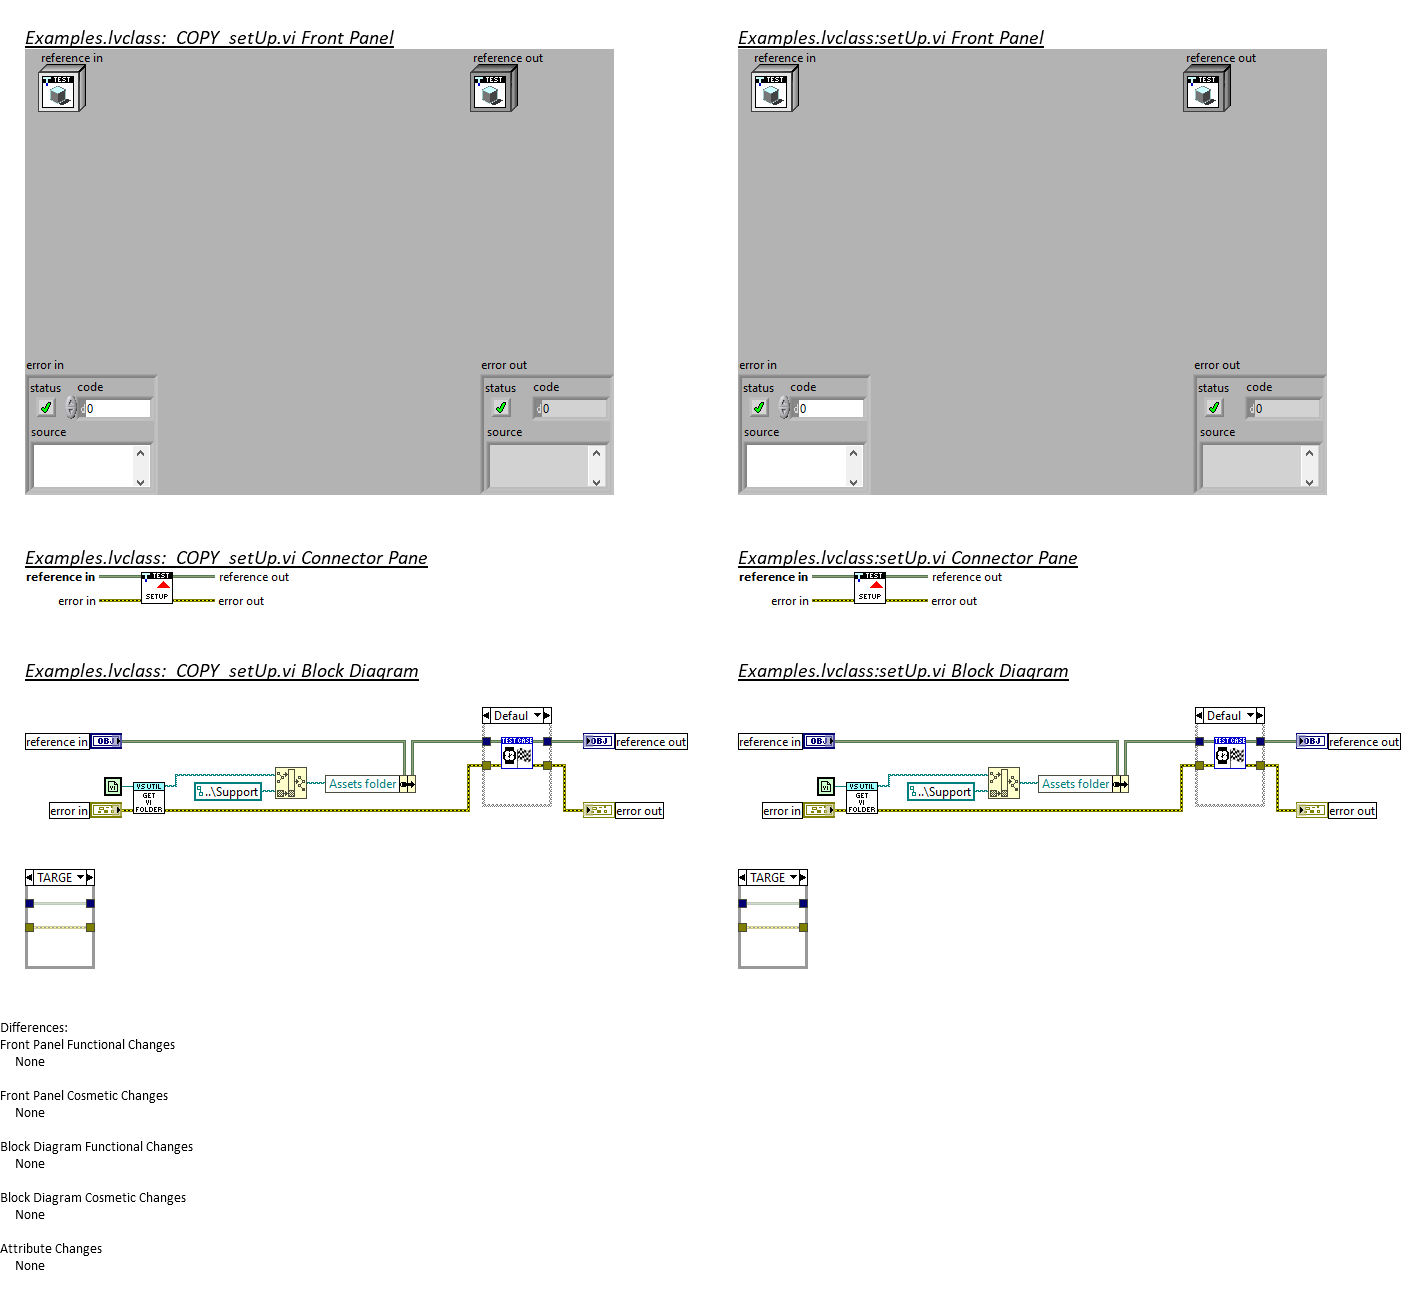 Examples.lvclass:_COPY_setUp.vi Front Panel
reference in
reference out
TEST
TEST
error in
error out
status
code
status
code
d
0
d
0
source
source
Examples.lvclass:setUp.vi Front Panel
reference in
reference out
TEST
TEST
error in
error out
status
code
status
code
d
0
d
0
source
source
Examples.lvclass:_COPY_setUp.vi Connector Pane
reference in
TEST
reference out
error in
SETUP
error out
Examples.lvclass:setUp.vi Connector Pane
reference in
TEST
reference out
error in
SETUP
error out
Examples.lvclass:_COPY_setUp.vi Block Diagram
Defaul
reference in
OBJ
TEST CASE
OBJ
reference out
vi
VS UTIL
GET
VI
FOLDER
..\Support
Assets folder
error in
error out
TARGE
Examples.lvclass:setUp.vi Block Diagram
Defaul
reference in
OBJ
TEST CASE
OBJ
reference out
vi
VS UTIL
GET
VI
FOLDER
..\Support
Assets folder
error in
error out
TARGE
Differences:
Front Panel Functional Changes
None
Front Panel Cosmetic Changes
None
Block Diagram Functional Changes
None
Block Diagram Cosmetic Changes
None
Attribute Changes
None